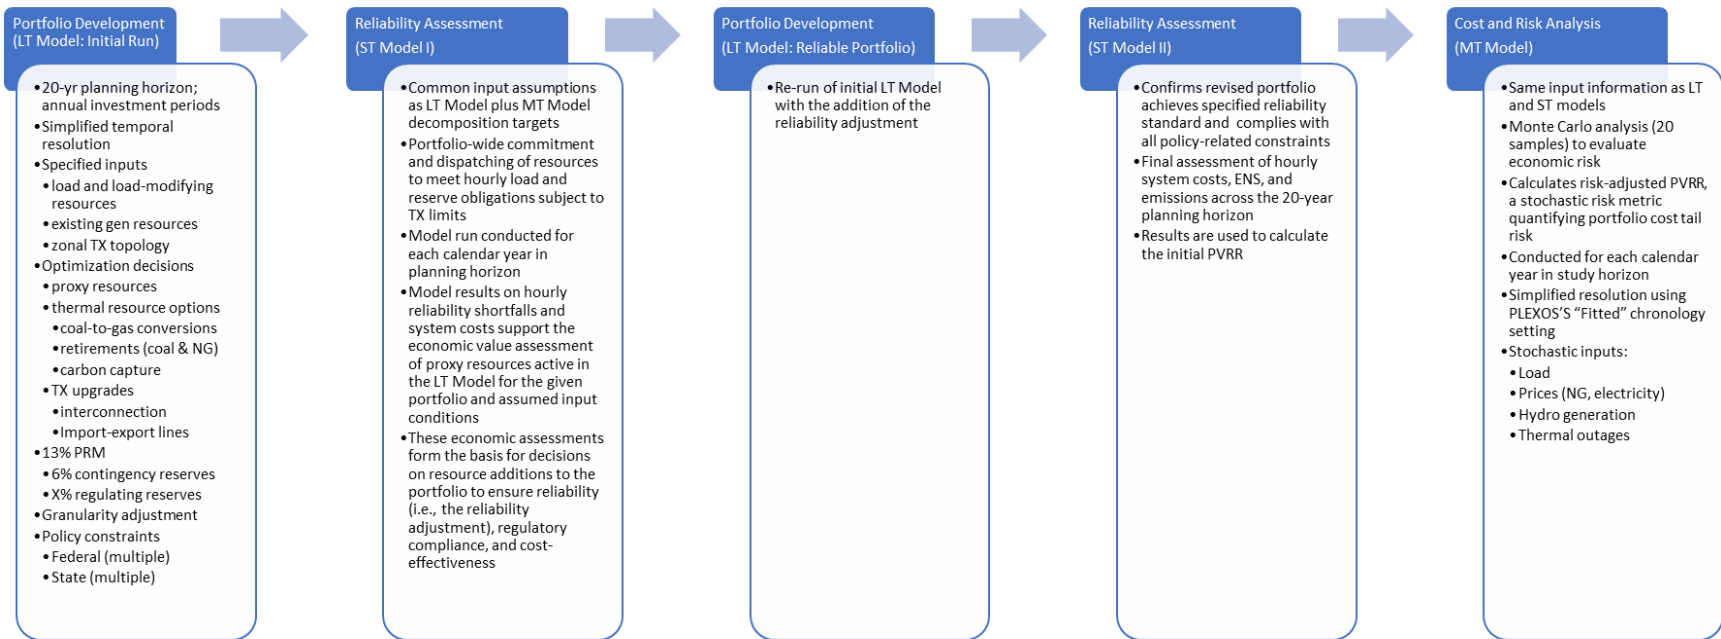 Portfolio Development
(LT Model: Initial Run)
•20-yr planning horizon;
annual investment periods
•Simplified temporal
resolution
•Specified inputs
•load and load-modifying
resources
•existing gen resources
•zonal TX topology
•Optimization decisions
•proxy resources
•thermal resource options
•coal-to-gas conversions
•retirements (coal & NG)
•carbon capture
•TX upgrades
•interconnection
•Import-export lines
•13% PRM
•6% contingency reserves
•X% regulating reserves
•Granularity adjustment
•Policy constraints
•Federal (multiple)
•State (multiple)
Reliability Assessment
(ST Model I)
•Common input assumptions
as LT Model plus MT Model
decomposition targets
•Portfolio-wide commitment
and dispatching of resources
to meet hourly load and
reserve obligations subject to
TX limits
•Model run conducted for
each calendar year in
planning horizon
•Model results on hourly
reliability shortfalls and
system costs support the
economic value assessment
of proxy resources active in
the LT Model for the given
portfolio and assumed input
conditions
•These economic assessments
form the basis for decisions
on resource additions to the
portfolio to ensure reliability
(i.e., the reliability
adjustment), regulatory
compliance, and cost-
effectiveness
Portfolio Development
(LT Model: Reliable Portfolio)
•Re-run of initial LT Model
with the addition of the
reliability adjustment
Reliability Assessment
(ST Model II)
•Confirms revised portfolio
achieves specified reliability
standard and complies with
all policy-related constraints
•Final assessment of hourly
system costs, ENS, and
emissions across the 20-year
planning horizon
•Results are used to calculate
the initial PVRR
Cost and Risk Analysis
(MT Model)
•Same input information as LT
and ST models
•Monte Carlo analysis (20
samples) to evaluate
economic risk
•Calculates risk-adjusted PVRR,
a stochastic risk metric
quantifying portfolio cost tail
risk
•Conducted for each calendar
year in study horizon
•Simplified resolution using
PLEXOS'S “Fitted” chronology
setting
•Stochastic inputs:
•Load
•Prices (NG, electricity)
•Hydro generation
•Thermal outages